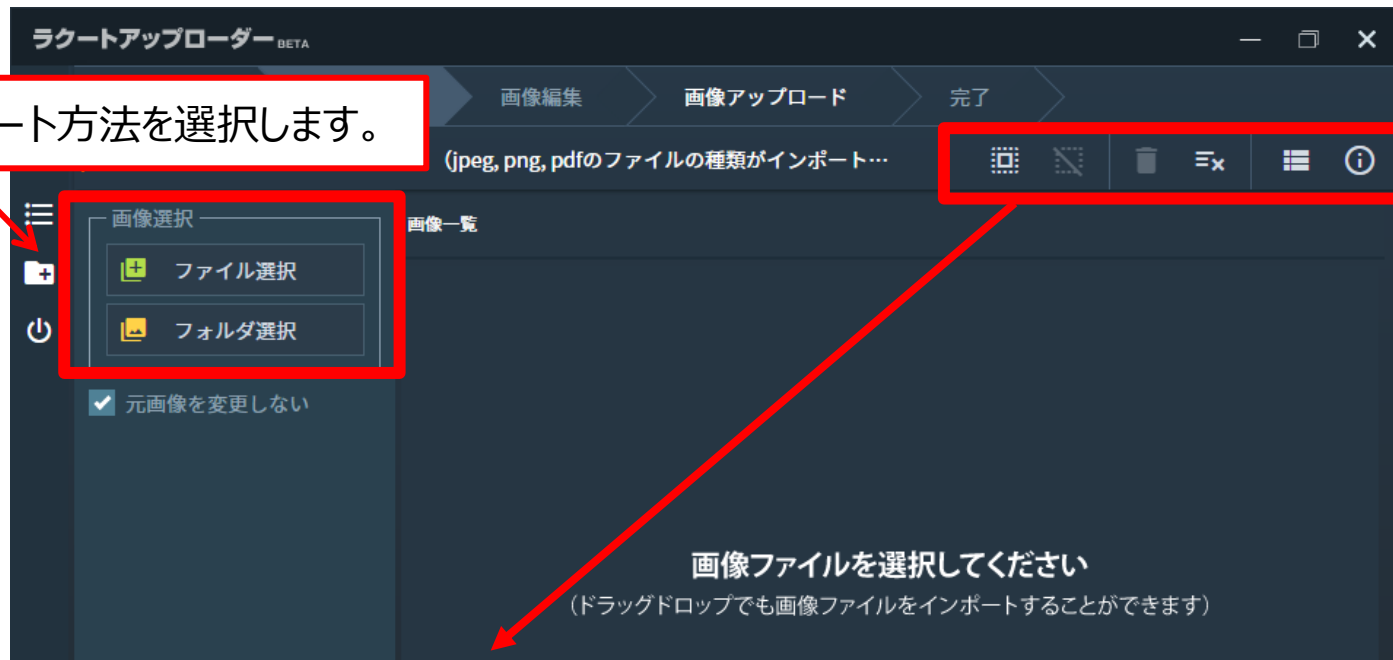 ラクートアップローダー BETA
画像編集
画像アップロード
完了
ート方法を選択します。
(jpeg, png, pdfのファイルの種類がインポート…
画像選択
画像一覧
ファイル選択
フォルダ選択
元画像を変更しない
画像ファイルを選択してください
(ドラッグドロップでも画像ファイルをインポートすることができます)